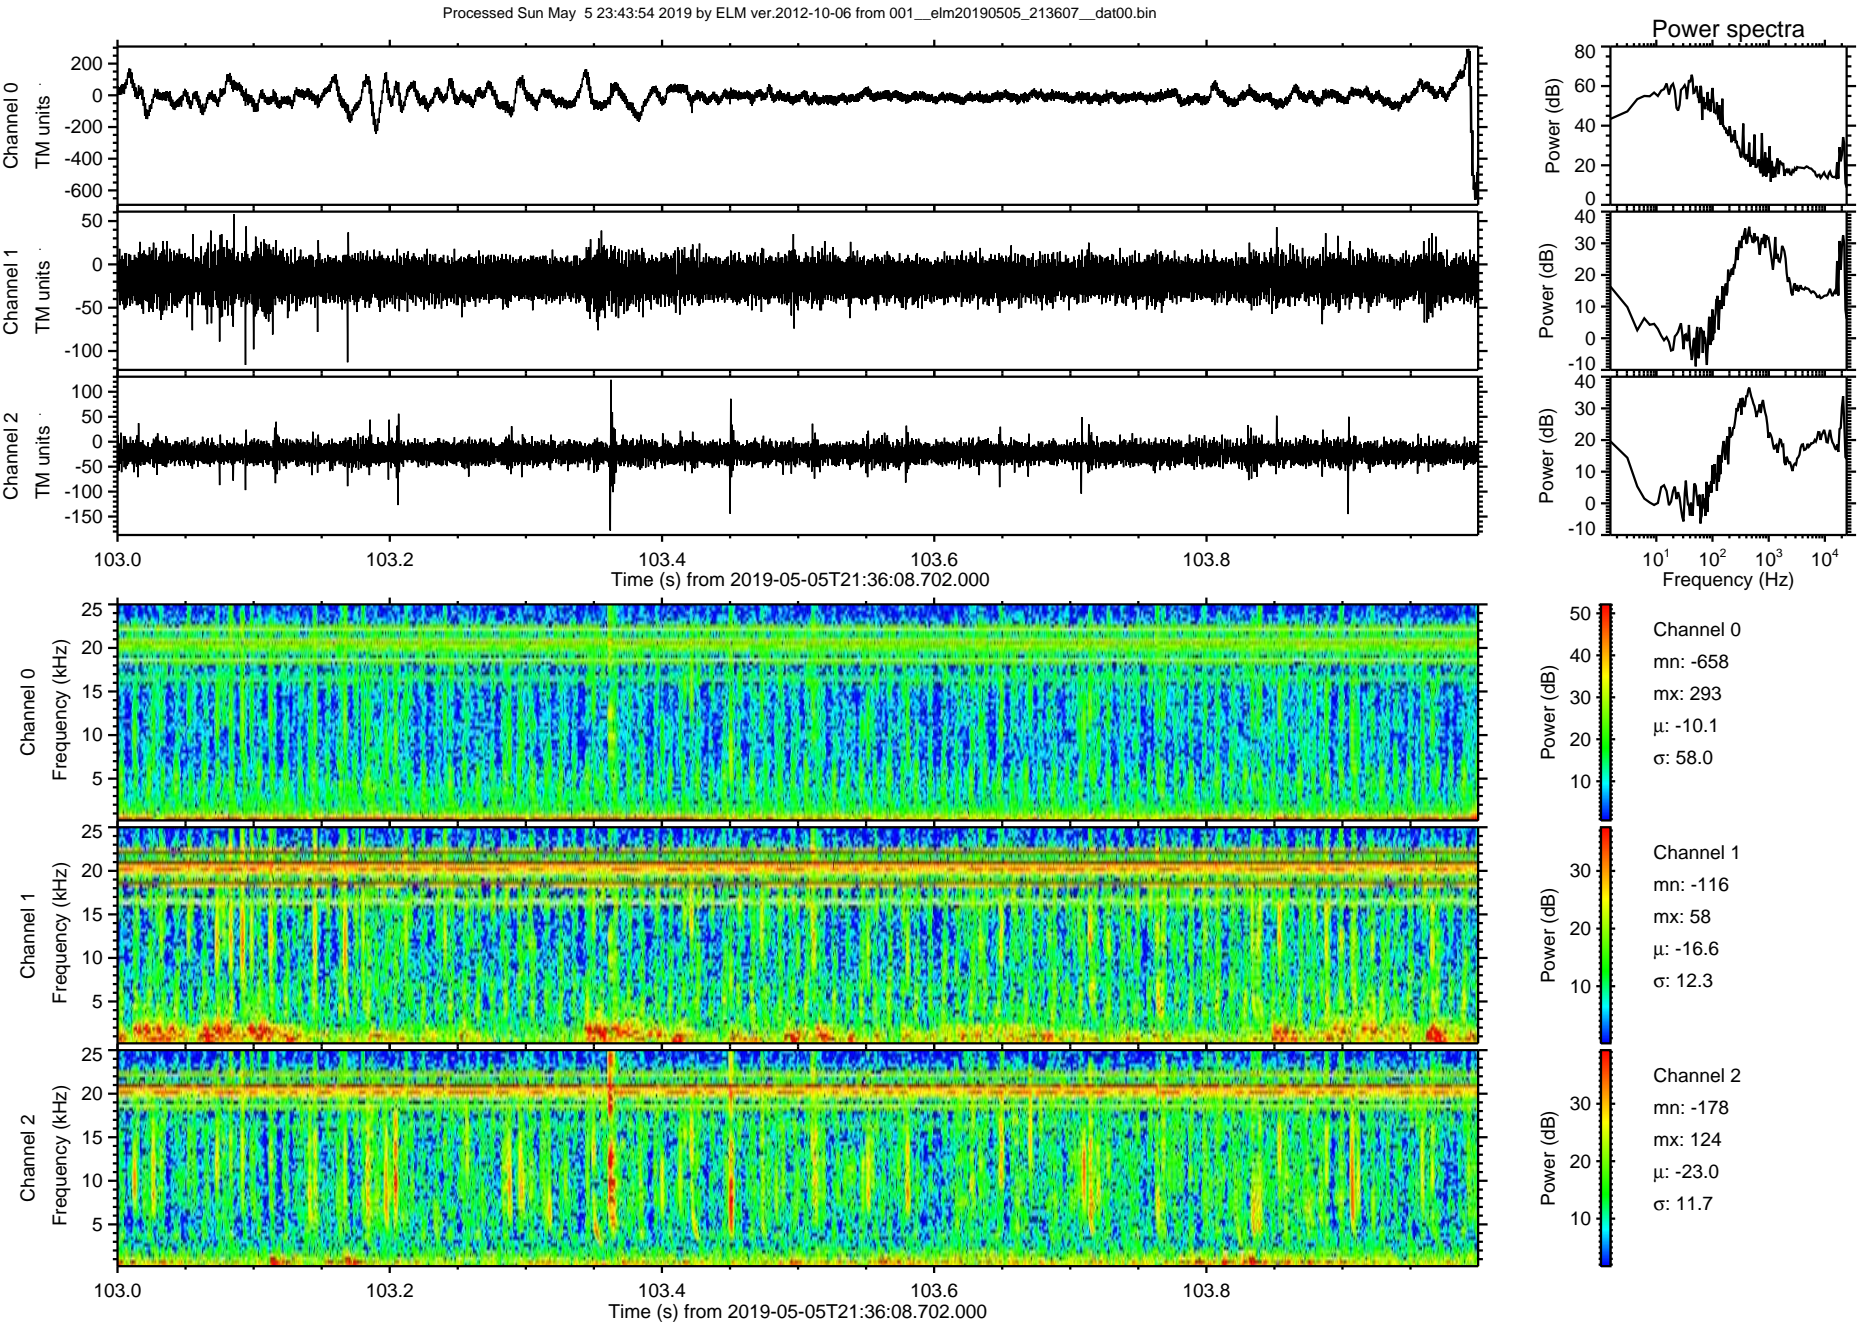 Processed Sun May  5 23:43:54 2019 by ELM ver.2012-10-06 from 001__elm20190505_213607__dat00.bin
Power spectra
Channel 0
TM units
200
0
-200
-400
-600
Power (dB)
80
60
40
20
0
Channel 1
TM units
50
0
-50
-100
Power (dB)
40
30
20
10
0
-10
Channel 2
TM units
100
50
0
-50
-100
-150
Power (dB)
40
30
20
10
0
-10
103.0 103.2 103.4 103.6 103.8
Time (s) from 2019-05-05T21:36:08.702.000
10¹ 10² 10³ 10⁴
Frequency (Hz)
Channel 0
Frequency (kHz)
25
20
15
10
5
Power (dB)
50
40
30
20
10
Channel 0
mn: -658
mx: 293
μ: -10.1
σ: 58.0
Channel 1
Frequency (kHz)
25
20
15
10
5
Power (dB)
30
20
10
Channel 1
mn: -116
mx: 58
μ: -16.6
σ: 12.3
Channel 2
Frequency (kHz)
25
20
15
10
5
Power (dB)
30
20
10
Channel 2
mn: -178
mx: 124
μ: -23.0
σ: 11.7
103.0 103.2 103.4 103.6 103.8
Time (s) from 2019-05-05T21:36:08.702.000